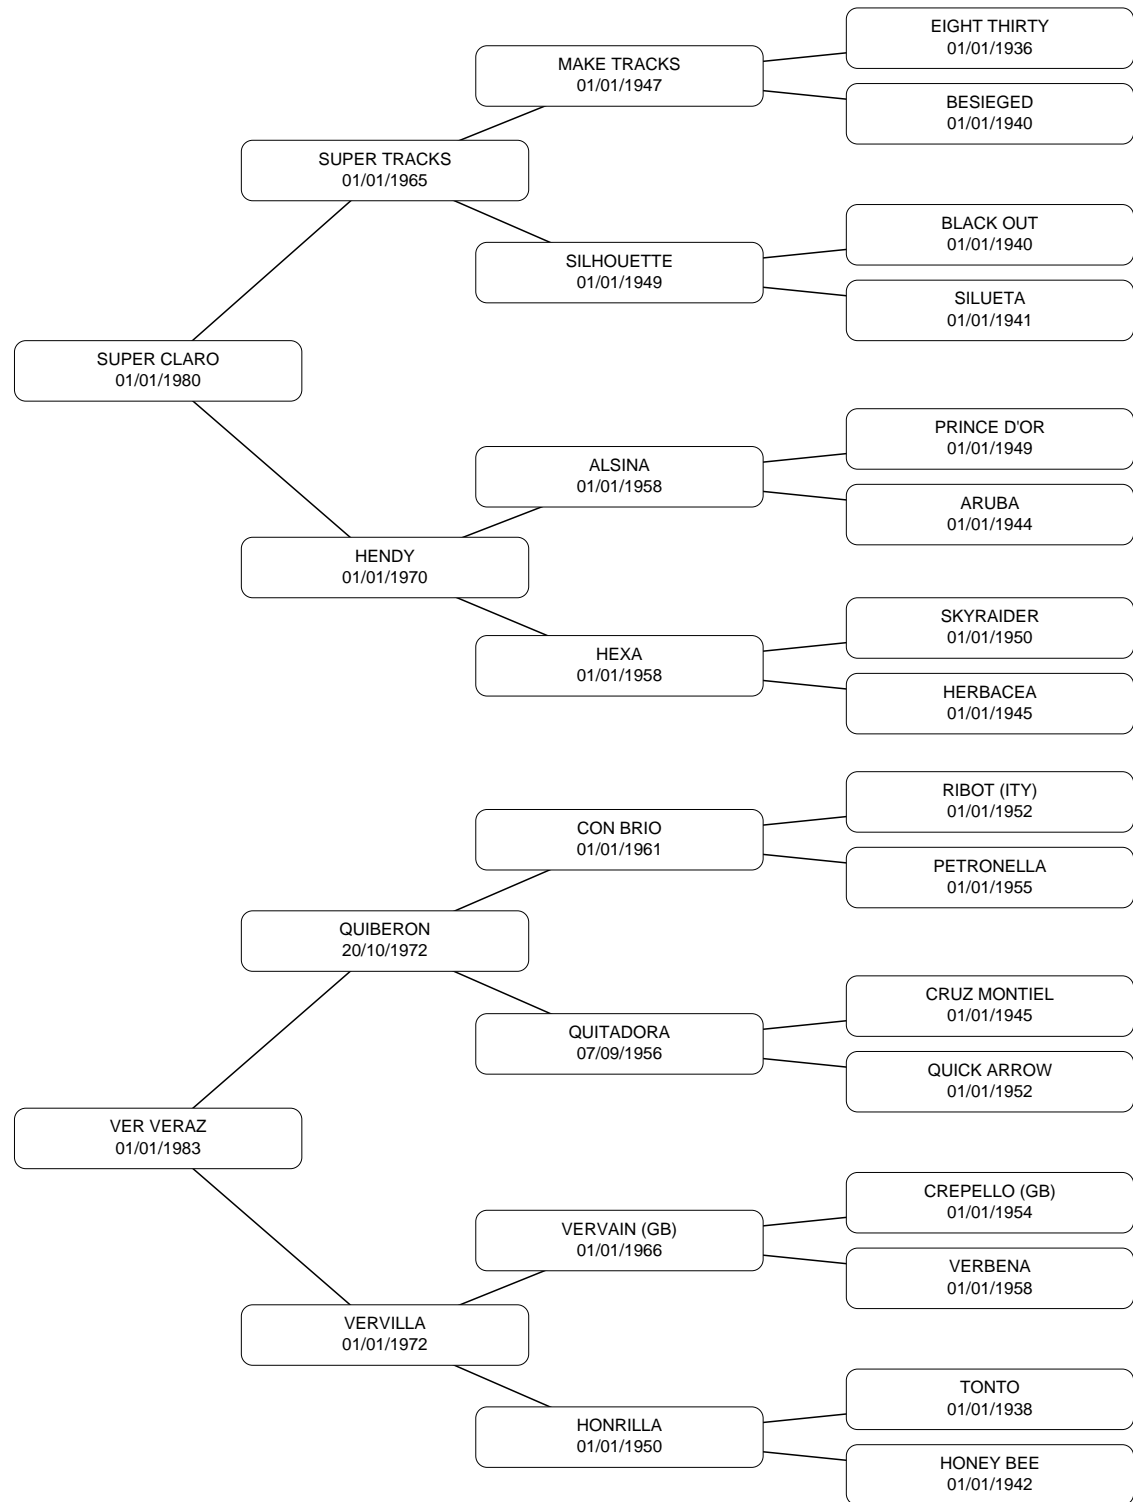 EIGHT THIRTY
01/01/1936
MAKE TRACKS
01/01/1947
BESIEGED
01/01/1940
SUPER TRACKS
01/01/1965
BLACK OUT
01/01/1940
SILHOUETTE
01/01/1949
SILUETA
01/01/1941
SUPER CLARO
01/01/1980
PRINCE D'OR
01/01/1949
ALSINA
01/01/1958
ARUBA
01/01/1944
HENDY
01/01/1970
SKYRAIDER
01/01/1950
HEXA
01/01/1958
HERBACEA
01/01/1945
RIBOT (ITY)
01/01/1952
CON BRIO
01/01/1961
PETRONELLA
01/01/1955
QUIBERON
20/10/1972
CRUZ MONTIEL
01/01/1945
QUITADORA
07/09/1956
QUICK ARROW
01/01/1952
VER VERAZ
01/01/1983
CREPELLO (GB)
01/01/1954
VERVAIN (GB)
01/01/1966
VERBENA
01/01/1958
VERVILLA
01/01/1972
TONTO
01/01/1938
HONRILLA
01/01/1950
HONEY BEE
01/01/1942